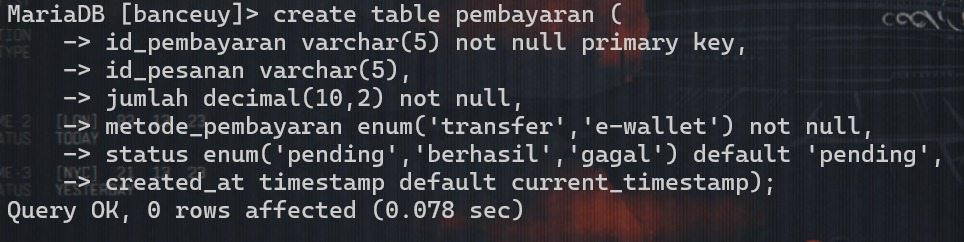 MariaDB [banceuy]> create table pembayaran (
    -> id_pembayaran varchar(5) not null primary key,
    -> id_pesanan varchar(5),
    -> jumlah decimal(10,2) not null,
    -> metode_pembayaran enum('transfer','e-wallet') not null,
    -> status enum('pending','berhasil','gagal') default 'pending',
    -> created_at timestamp default current_timestamp);
Query OK, 0 rows affected (0.078 sec)